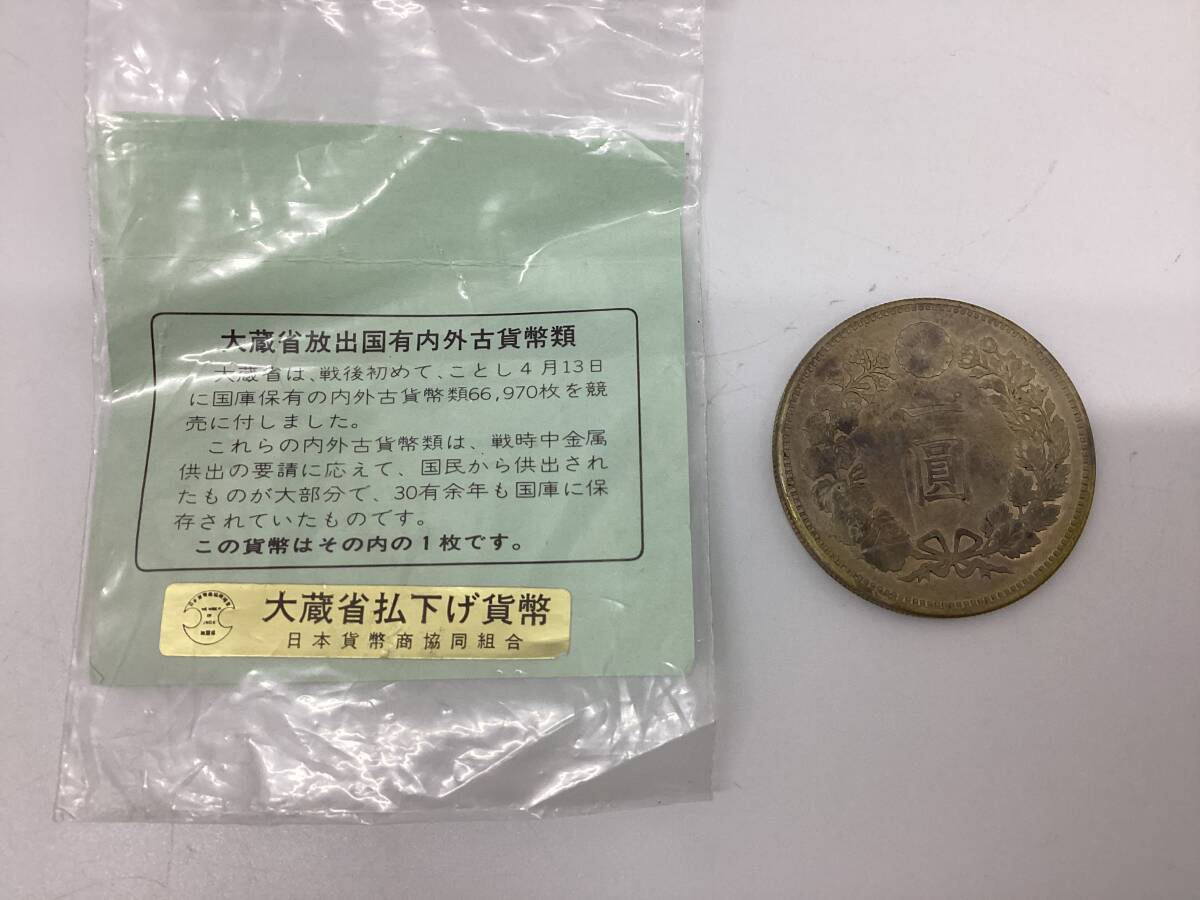 大蔵省放出国有内外古貨幣類
大蔵省は、戦後初めて、ことし4月13日
に国庫保有の内外古貨幣類66,970枚を競
売に付しました。
これらの内外古貨幣類は、戦時中金属
供出の要請に応えて、国民から供出され
たものが大部分で、30有余年も国庫に保
存されていたものです。
この貨幣はその内の1枚です。
大蔵省払下げ貨幣
日本貨幣商協同組合
一
圓